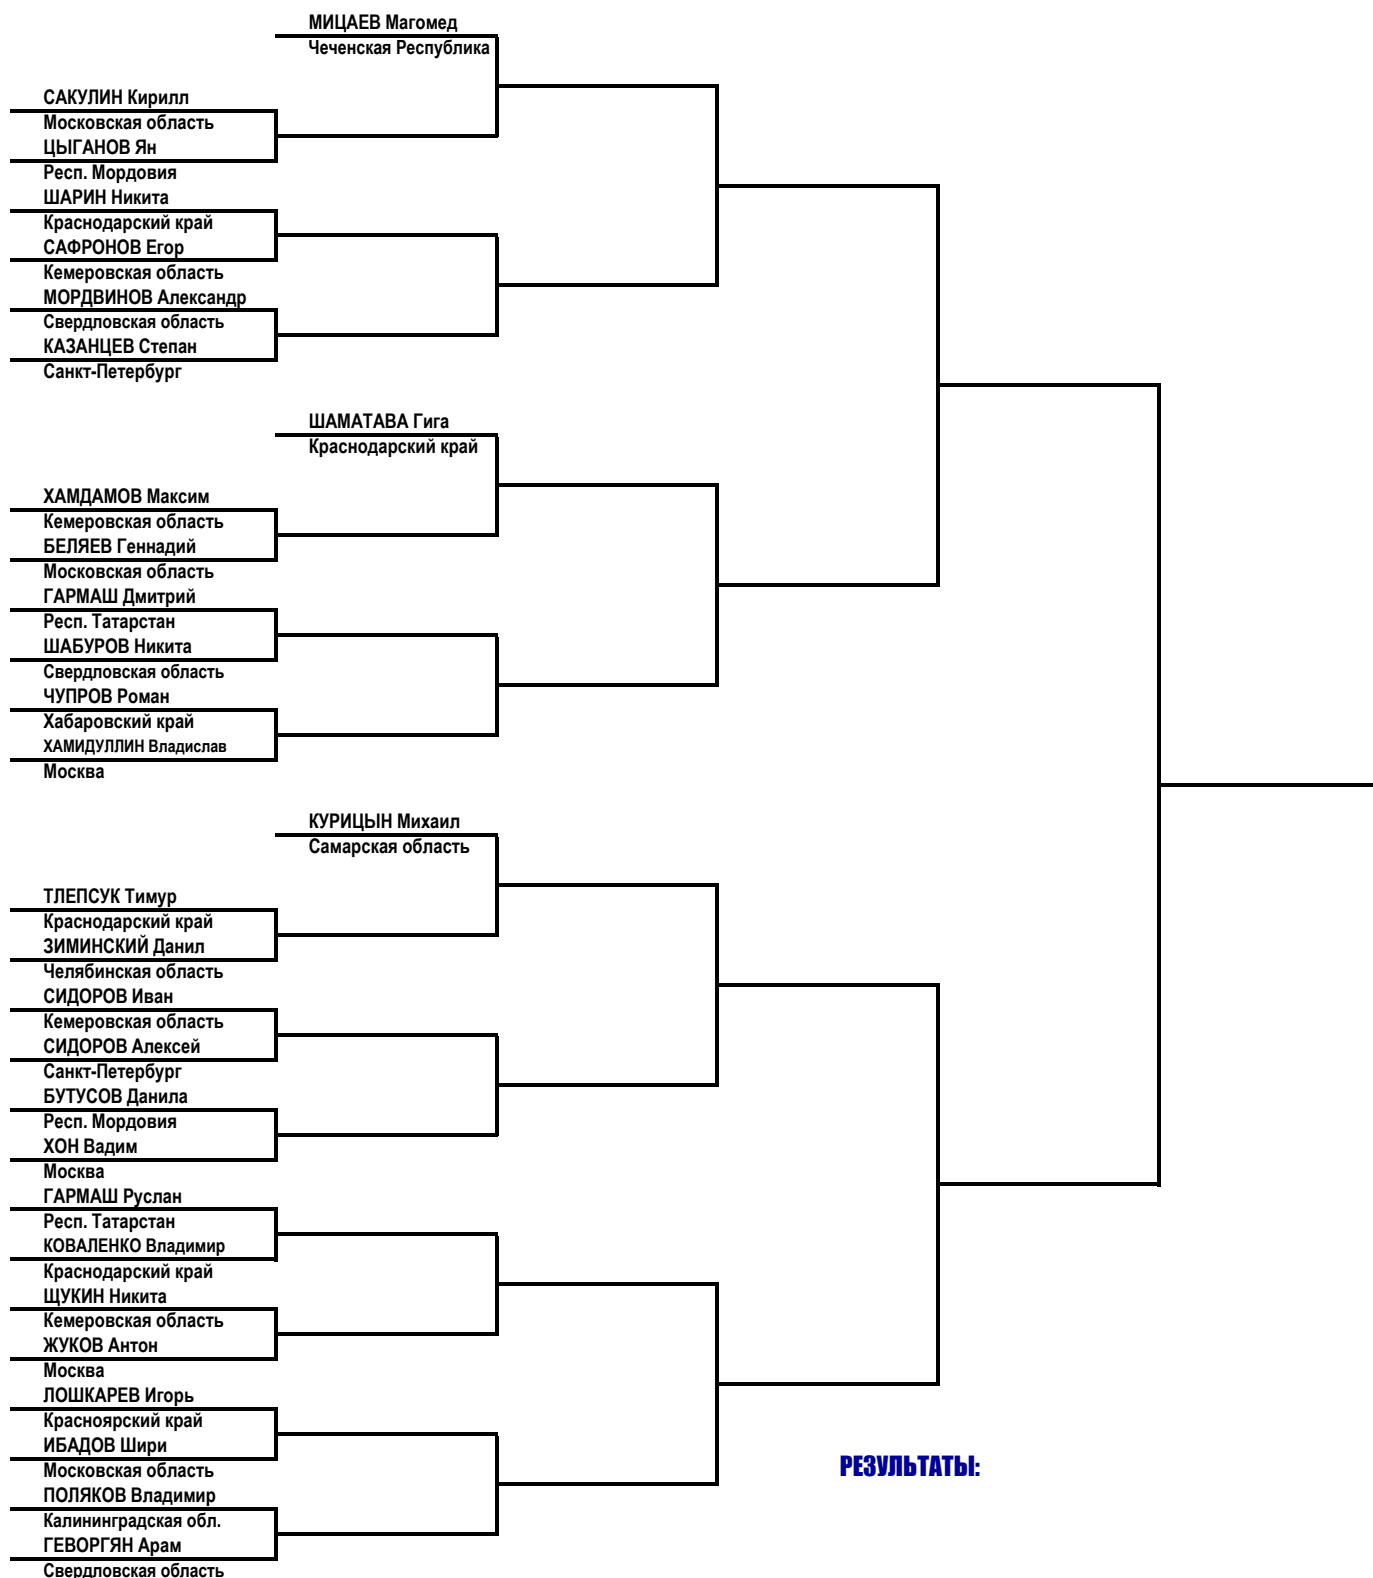 МИЦАЕВ Магомед
Чеченская Республика
САКУЛИН Кирилл
Московская область
ЦЫГАНОВ Ян
Респ. Мордовия
ШАРИН Никита
Краснодарский край
САФРОНОВ Егор
Кемеровская область
МОРДВИНОВ Александр
Свердловская область
КАЗАНЦЕВ Степан
Санкт-Петербург
ШАМАТАВА Гига
Краснодарский край
ХАМДАМОВ Максим
Кемеровская область
БЕЛЯЕВ Геннадий
Московская область
ГАРМАШ Дмитрий
Респ. Татарстан
ШАБУРОВ Никита
Свердловская область
ЧУПРОВ Роман
Хабаровский край
ХАМИДУЛЛИН Владислав
Москва
КУРИЦЫН Михаил
Самарская область
ТЛЕПСУК Тимур
Краснодарский край
ЗИМИНСКИЙ Данил
Челябинская область
СИДОРОВ Иван
Кемеровская область
СИДОРОВ Алексей
Санкт-Петербург
БУТУСОВ Данила
Респ. Мордовия
ХОН Вадим
Москва
ГАРМАШ Руслан
Респ. Татарстан
КОВАЛЕНКО Владимир
Краснодарский край
ЩУКИН Никита
Кемеровская область
ЖУКОВ Антон
Москва
ЛОШКАРЕВ Игорь
Красноярский край
ИБАДОВ Шири
Московская область
РЕЗУЛЬТАТЫ:
ПОЛЯКОВ Владимир
Калининградская обл.
ГЕВОРГЯН Арам
Свердловская область